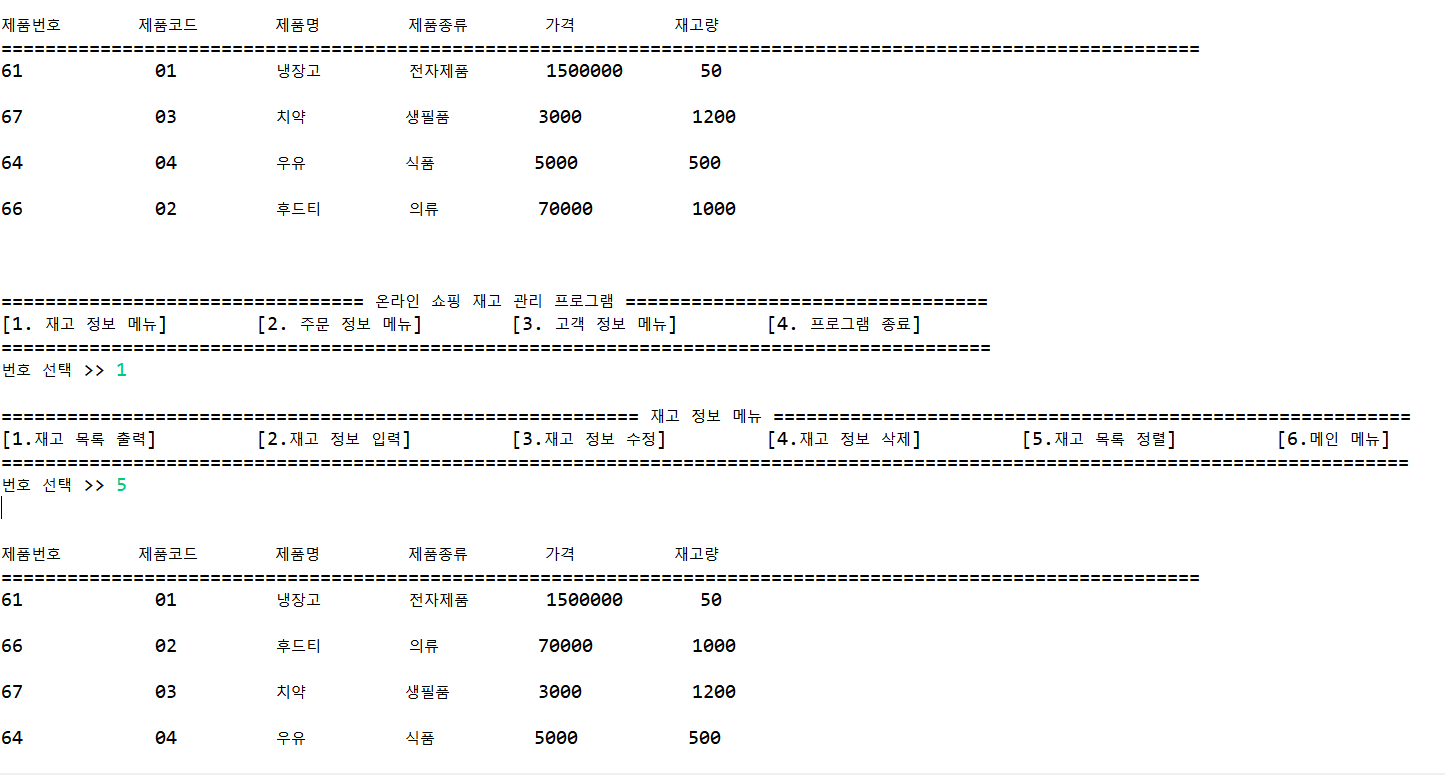 제품번호 제품코드 제품명 제품종류 가격 재고량
=============================================================================================================
61 01 냉장고 전자제품 1500000 50
67 03 치약 생필품 3000 1200
64 04 우유 식품 5000 500
66 02 후드티 의류 70000 1000
================================= 온라인 쇼핑 재고 관리 프로그램 =================================
[1. 재고 정보 메뉴] [2. 주문 정보 메뉴] [3. 고객 정보 메뉴] [4. 프로그램 종료]
==========================================================================================
번호 선택 >> 1
========================================================== 재고 정보 메뉴 ==========================================================
[1.재고 목록 출력] [2.재고 정보 입력] [3.재고 정보 수정] [4.재고 정보 삭제] [5.재고 목록 정렬] [6.메인 메뉴]
================================================================================================================================
번호 선택 >> 5
제품번호 제품코드 제품명 제품종류 가격 재고량
=============================================================================================================
61 01 냉장고 전자제품 1500000 50
66 02 후드티 의류 70000 1000
67 03 치약 생필품 3000 1200
64 04 우유 식품 5000 500